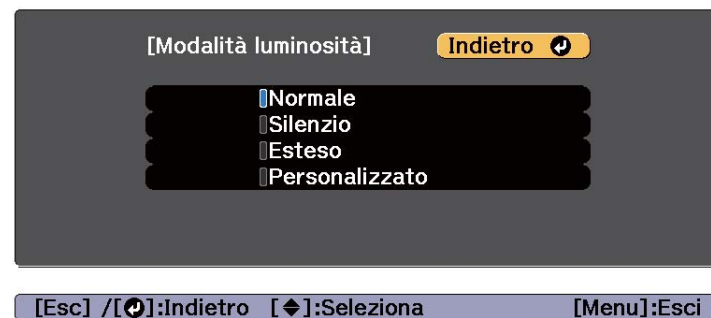 [Modalità luminosità] Indietro
Normale
Silenzio
Esteso
Personalizzato
[Esc] /[⏎]:Indietro [◆]:Seleziona [Menu]:Esci